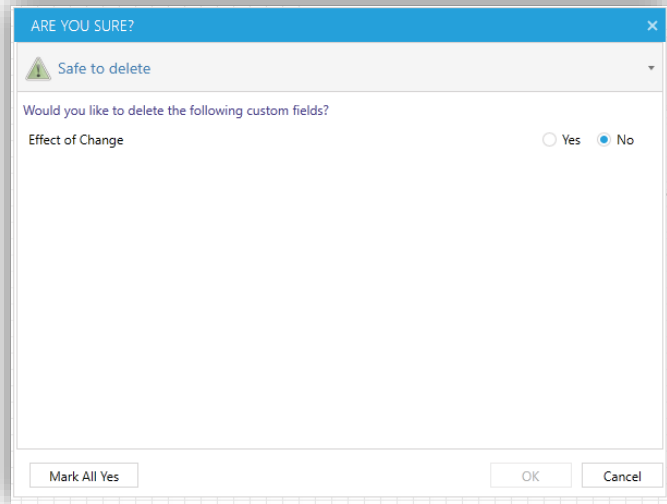 ARE YOU SURE?
Safe to delete
Would you like to delete the following custom fields?
Effect of Change Yes No
Mark All Yes OK Cancel